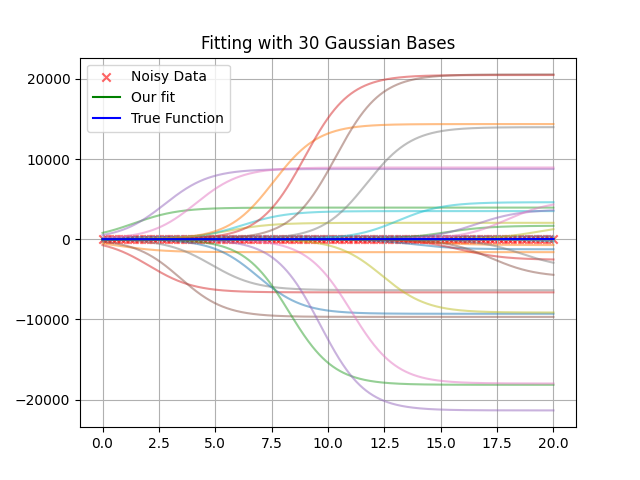 Fitting with 30 Gaussian Bases
Noisy Data
Our fit
True Function
20000
10000
0
−10000
−20000
0.0 2.5 5.0 7.5 10.0 12.5 15.0 17.5 20.0